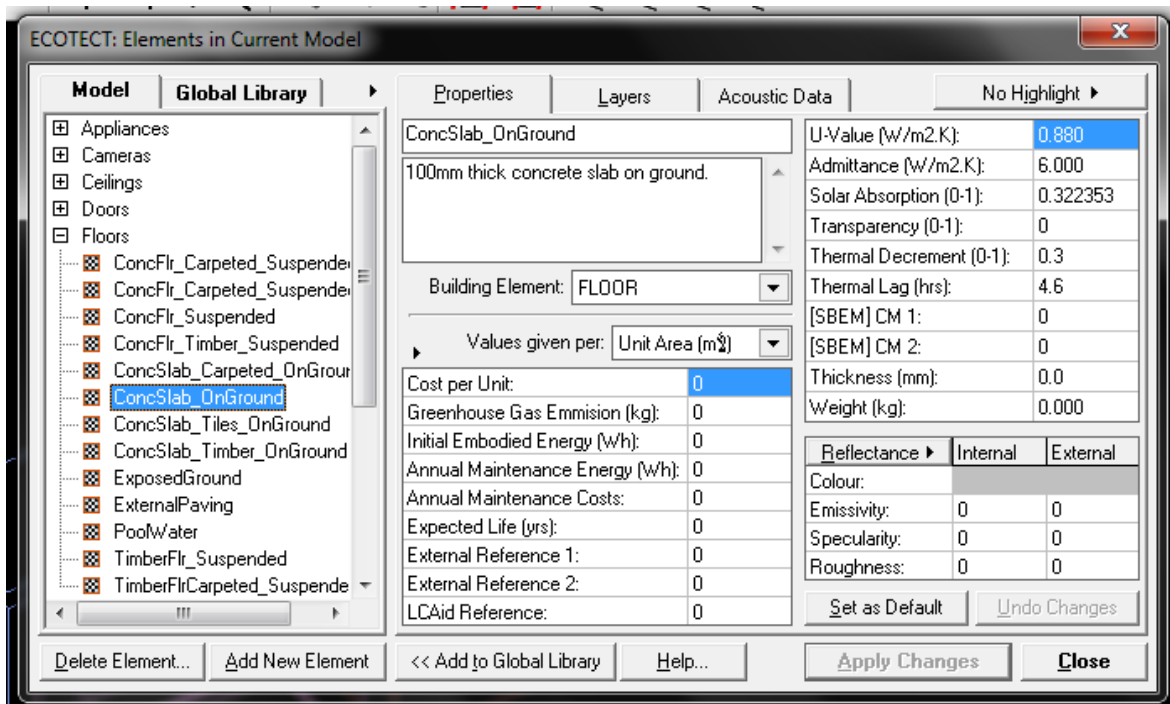 ECOTECT: Elements in Current Model
Model
Global Library
Appliances
Cameras
Ceilings
Doors
Floors
ConcFlr_Carpeted_Suspende
ConcFlr_Carpeted_Suspende
ConcFlr_Suspended
ConcFlr_Timber_Suspended
ConcSlab_Carpeted_OnGrour
ConcSlab_OnGround
ConcSlab_Tiles_OnGround
ConcSlab_Timber_OnGround
ExposedGround
ExternalPaving
PoolWater
TimberFlr_Suspended
TimberFlrCarpeted_Suspende
Delete Element...
Add New Element
Properties
Layers
Acoustic Data
No Highlight
ConcSlab_OnGround
100mm thick concrete slab on ground.
Building Element: FLOOR
Values given per: Unit Area
Cost per Unit: 0
Greenhouse Gas Emmision (kg): 0
Initial Embodied Energy (Wh): 0
Annual Maintenance Energy (Wh): 0
Annual Maintenance Costs: 0
Expected Life (yrs): 0
External Reference 1: 0
External Reference 2: 0
LCAid Reference: 0
U-Value (W/m2.K): 0.880
Admittance (W/m2.K): 6.000
Solar Absorption (0-1): 0.322353
Transparency (0-1): 0
Thermal Decrement (0-1): 0.3
Thermal Lag (hrs): 4.6
[SBEM] CM 1: 0
[SBEM] CM 2: 0
Thickness (mm): 0.0
Weight (kg): 0.000
Reflectance Internal External
Colour:
Emissivity: 0 0
Specularity: 0 0
Roughness: 0 0
Set as Default
Undo Changes
<< Add to Global Library
Help...
Apply Changes
Close